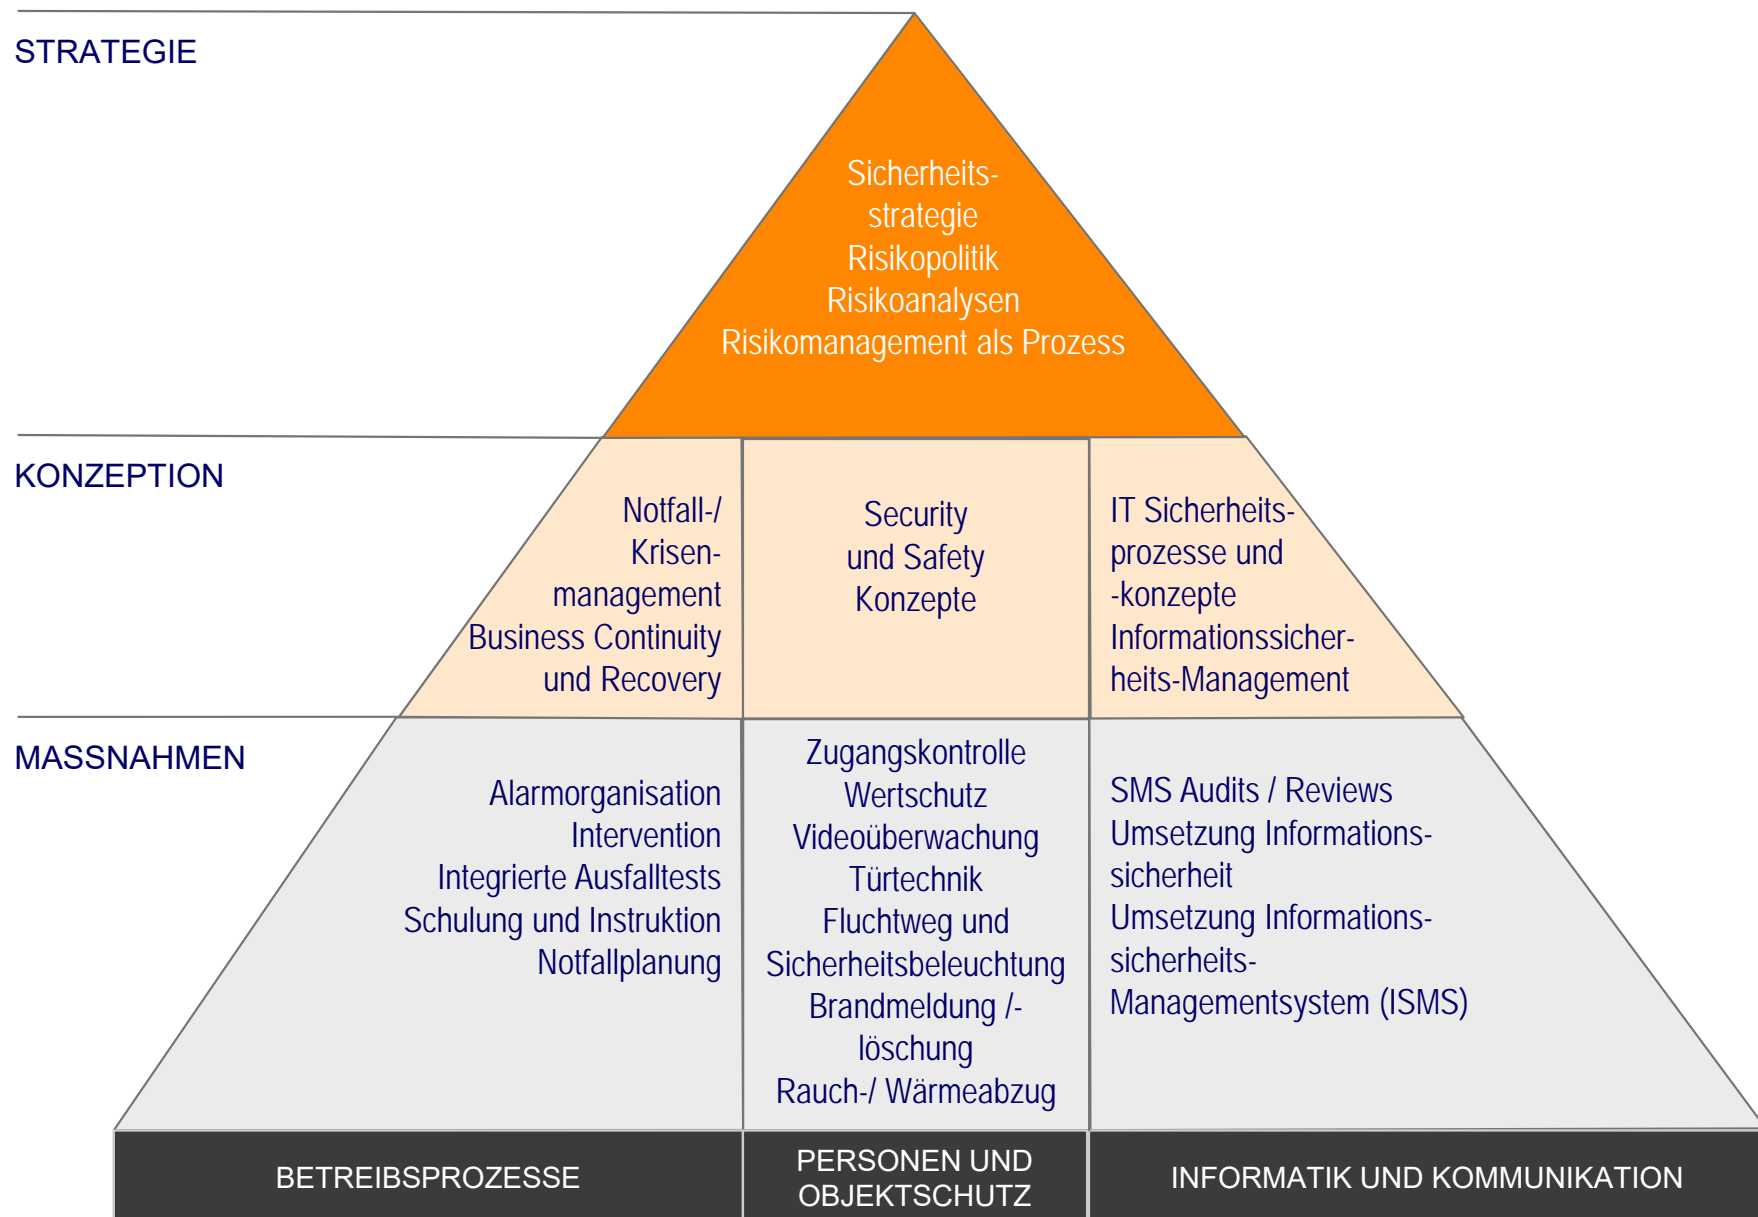 STRATEGIE
Sicherheits-
strategie
Risikopolitik
Risikoanalysen
Risikomanagement als Prozess
KONZEPTION
Notfall-/
Krisen-
management
Business Continuity
und Recovery
Security
und Safety
Konzepte
IT Sicherheits-
prozesse und
-konzepte
Informationssicher-
heits-Management
MASSNAHMEN
Alarmorganisation
Intervention
Integrierte Ausfalltests
Schulung und Instruktion
Notfallplanung
Zugangskontrolle
Wertschutz
Videoüberwachung
Türtechnik
Fluchtweg und
Sicherheitsbeleuchtung
Brandmeldung /-
löschung
Rauch-/ Wärmeabzug
SMS Audits / Reviews
Umsetzung Informations-
sicherheit
Umsetzung Informations-
sicherheits-
Managementsystem (ISMS)
BETREIBSPROZESSE
PERSONEN UND
OBJEKTSCHUTZ
INFORMATIK UND KOMMUNIKATION